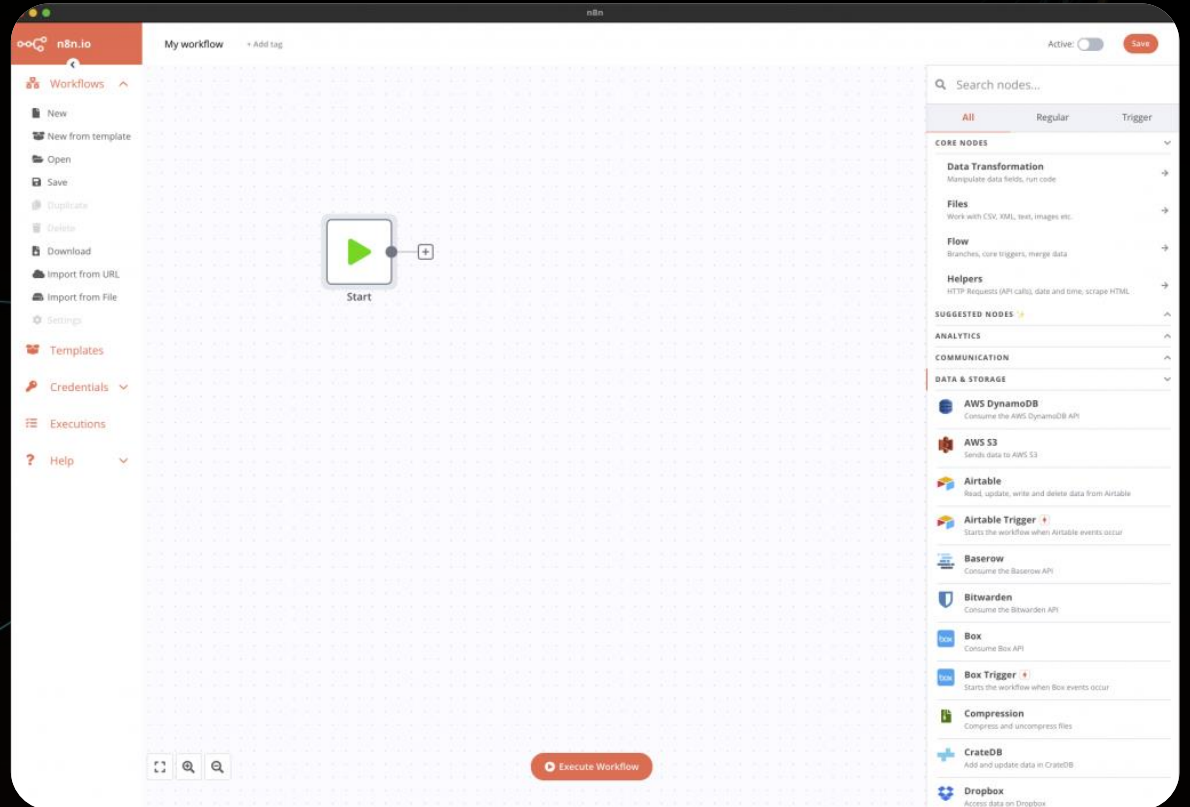 n8n
n8n.io
My workflow
+ Add tag
Active:
Save
Workflows
New
New from template
Open
Save
Duplicate
Delete
Download
Import from URL
Import from File
Settings
Templates
Credentials
Executions
? Help
Start
Execute Workflow
Search nodes...
All Regular Trigger
CORE NODES
Data Transformation
Manipulate data fields, run code
Files
Work with CSV, XML, text, images etc.
Flow
Branches, core triggers, merge data
Helpers
HTTP Requests (API calls), date and time, scrape HTML
SUGGESTED NODES ✨
ANALYTICS
COMMUNICATION
DATA & STORAGE
AWS DynamoDB
Consume the AWS DynamoDB API
AWS S3
Sends data to AWS S3
Airtable
Read, update, write and delete data from Airtable
Airtable Trigger
Starts the workflow when Airtable events occur
Baserow
Consume the Baserow API
Bitwarden
Consume the Bitwarden API
box
Box
Consume Box API
box
Box Trigger
Starts the workflow when Box events occur
Compression
Compress and uncompress files
CrateDB
Add and update data in CrateDB
Dropbox
Access data on Dropbox